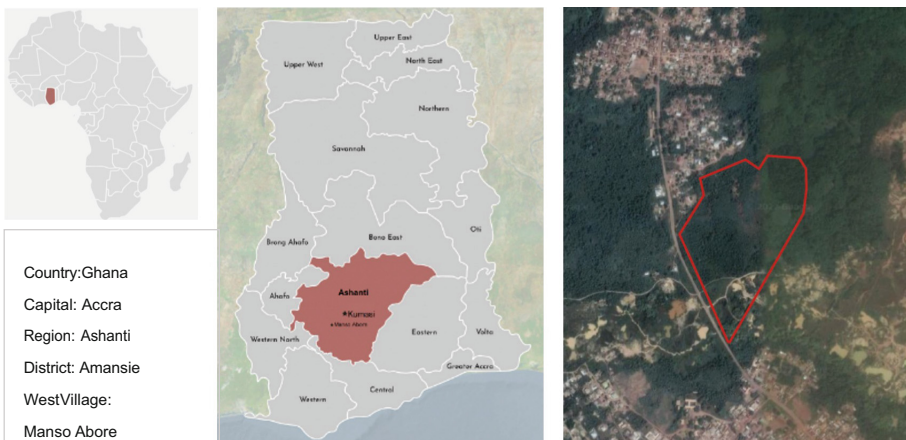 Country:Ghana
Capital: Accra
Region: Ashanti
District: Amansie
WestVillage:
Manso Abore
Upper East
Upper West
North East
Northern
Savannah
Oti
Brong Ahafo
Bono East
Ashanti
Ahafo
Kumasi
Manso Abore
Western North
Eastern
Volta
Greater Accra
Central
Western